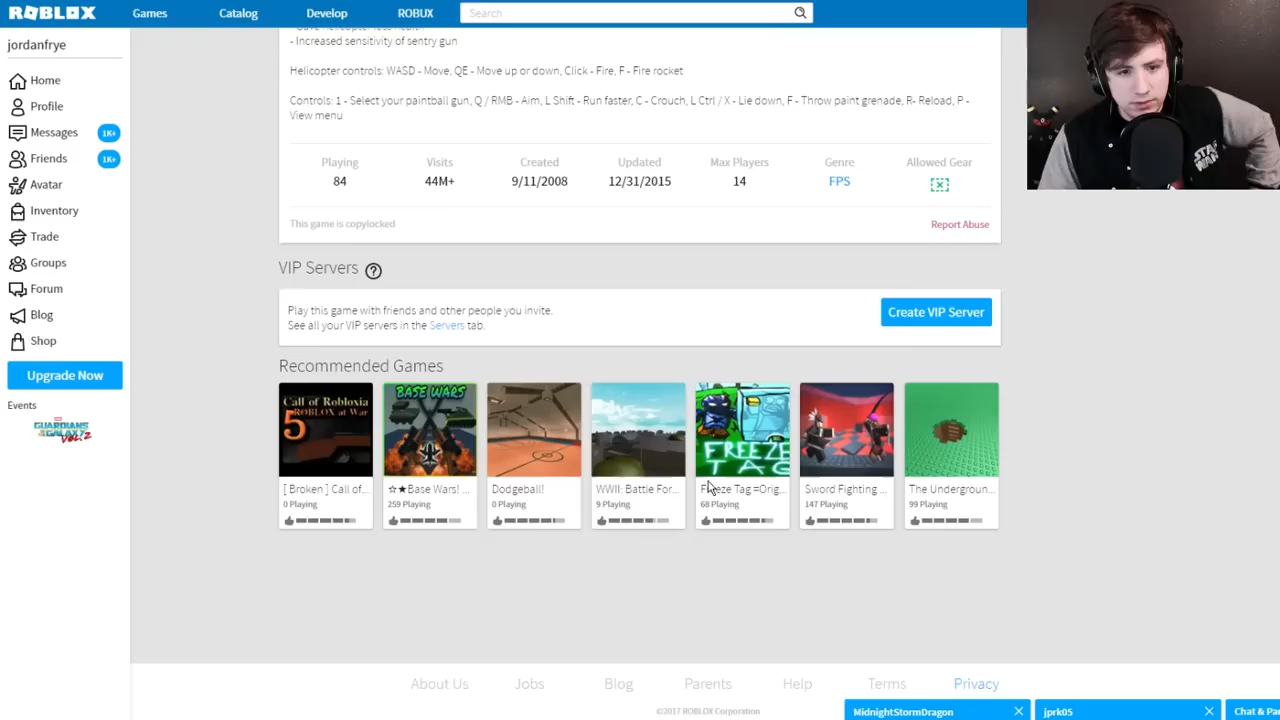 ROBLOX Games Catalog Develop ROBUX Search
jordanfrye
Home
Profile
Messages 1K+
Friends 1K+
Avatar
Inventory
Trade
Groups
Forum
Blog
Shop
Upgrade Now
Events
GUARDIANS
OF THE GALAXY
VOL. 2
- Increased sensitivity of sentry gun
Helicopter controls: WASD - Move, QE - Move up or down, Click - Fire, F - Fire rocket
Controls: 1 - Select your paintball gun, Q / RMB - Aim, L Shift - Run faster, C - Crouch, L Ctrl / X - Lie down, F - Throw paint grenade, R- Reload, P -
View menu
Playing Visits Created Updated Max Players Genre Allowed Gear
84 44M+ 9/11/2008 12/31/2015 14 FPS
This game is copylocked Report Abuse
VIP Servers ?
Play this game with friends and other people you invite.
See all your VIP servers in the Servers tab.
Create VIP Server
Recommended Games
Call of Robloxia
ROBLOX at War
5
BASE WARS
FREEZE
TAG
[ Broken ] Call of... ☆★Base Wars! ... Dodgeball! WWII: Battle For... Freeze Tag =Orig... Sword Fighting ... The Undergroun...
0 Playing 259 Playing 0 Playing 9 Playing 68 Playing 147 Playing 99 Playing
STAR
WARS
About Us Jobs Blog Parents Help Terms Privacy
©2017 ROBLOX Corporation
MidnightStormDragon jprk05 Chat & Pa